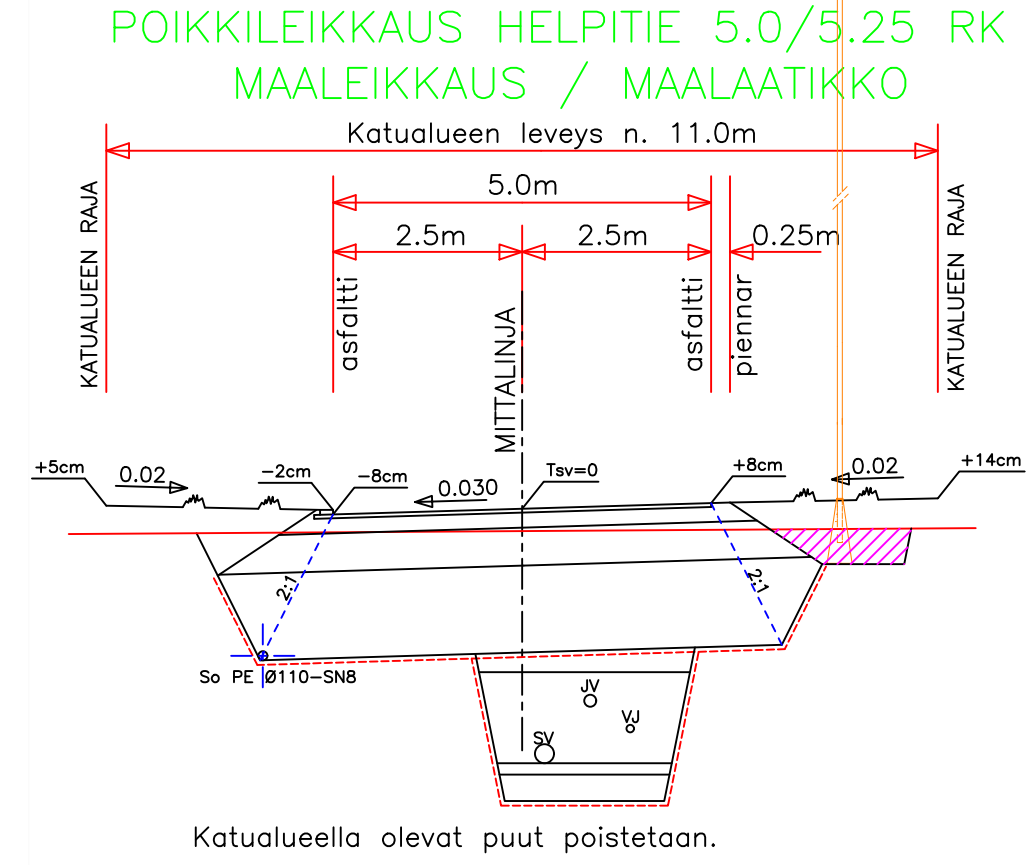 POIKKILEIKKAUS HELPITIE 5.0/5.25 RK
MAALEIKKAUS / MAALAATIKKO
Katualueen leveys n. 11.0m
5.0m
2.5m
2.5m
0.25m
KATUALUEEN RAJA
asfaltti
MITTALINJA
asfaltti
piennar
KATUALUEEN RAJA
+5cm
0.02
-2cm
-8cm
0.030
Tsv=0
+8cm
0.02
+14cm
2:1
2:1
So PE Ø110-SN8
JV
VJ
SV
Katualueella olevat puut poistetaan.